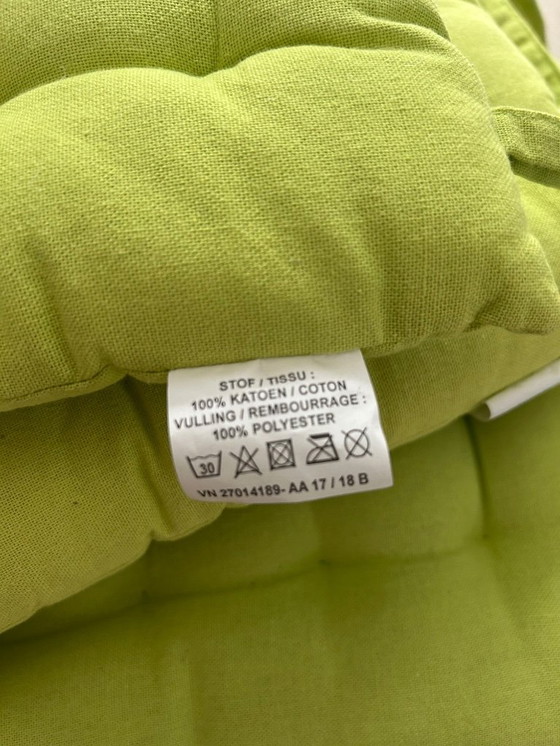 STOF / TISSU :
100% KATOEN / COTON
VULLING / REMBOURRAGE :
100% POLYESTER
30
VN 27014189- AA 17 / 18 B